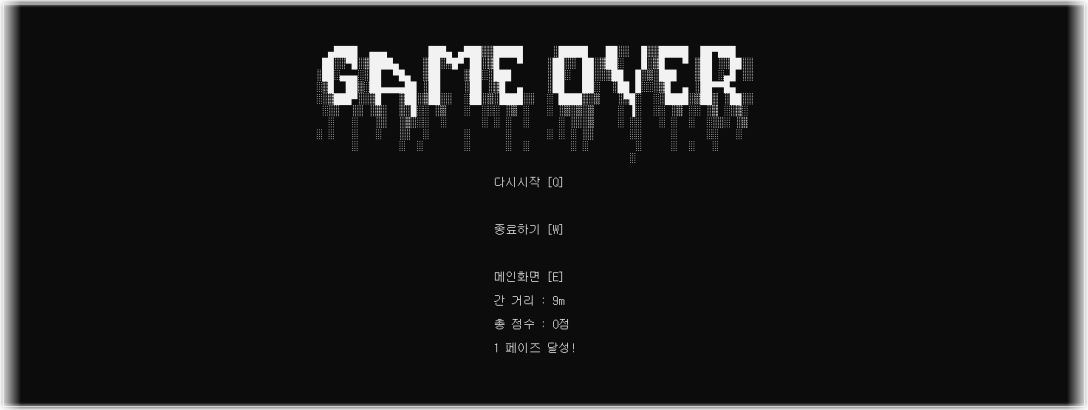 GAME OVER
다시시작 [Q]
종료하기 [W]
메인화면 [E]
간 거리 : 9m
총 점수 : 0점
1 페이즈 달성!